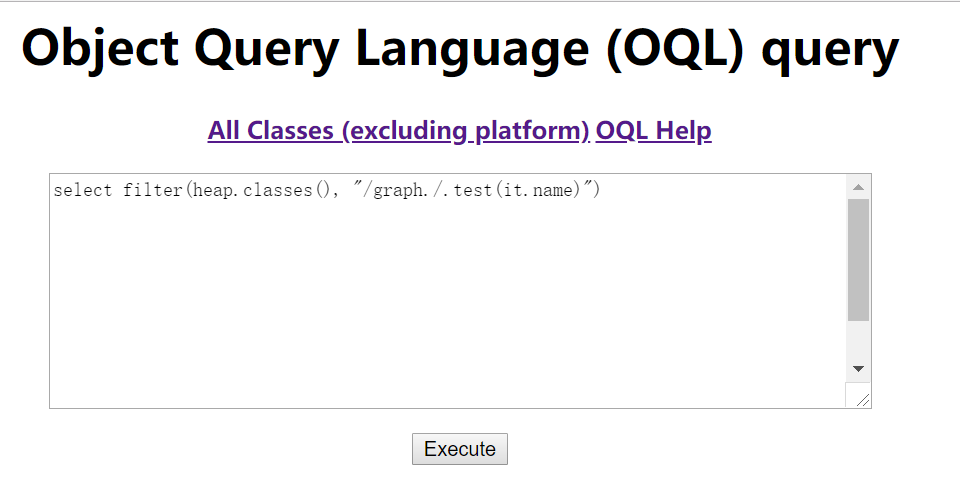 Object Query Language (OQL) query
All Classes (excluding platform) OQL Help
select filter(heap.classes(), "/graph./.test(it.name)")
Execute